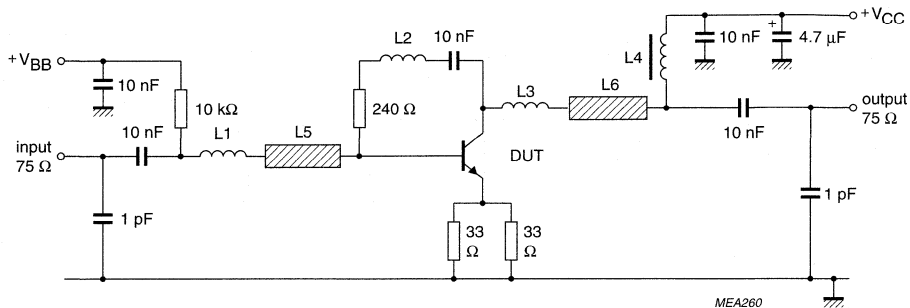 +VCC
L2
10 nF
10 nF
4.7 μF
+
L4
+VBB
L3
L6
10 nF
240 Ω
10 kΩ
output
75 Ω
10 nF
L1
L5
10 nF
input
75 Ω
DUT
1 pF
1 pF
33
Ω
33
Ω
MEA260